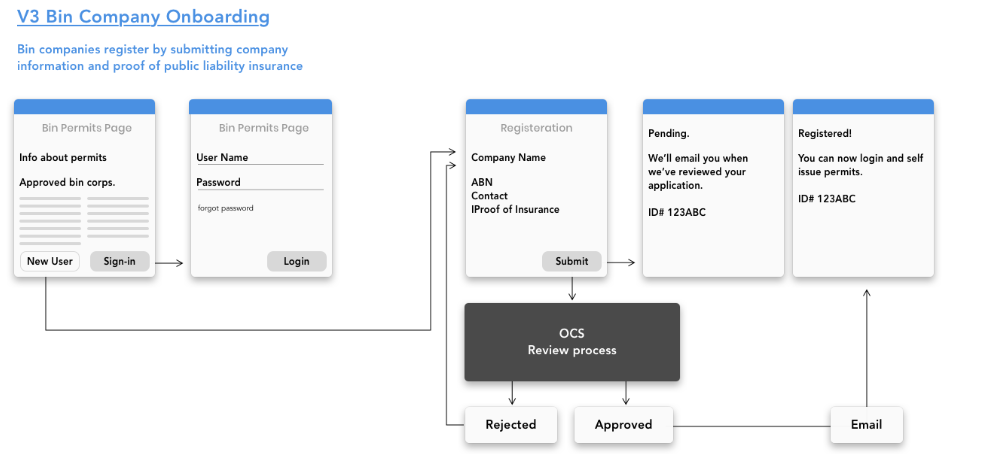 V3 Bin Company Onboarding
Bin companies register by submitting company
information and proof of public liability insurance
Bin Permits Page
Info about permits
Approved bin corps.
New User
Sign-in
Bin Permits Page
User Name
Password
forgot password
Login
Registeration
Company Name
ABN
Contact
IProof of Insurance
Submit
Pending.
We'll email you when
we've reviewed your
application.
ID# 123ABC
Registered!
You can now login and self
issue permits.
ID# 123ABC
OCS
Review process
Rejected
Approved
Email